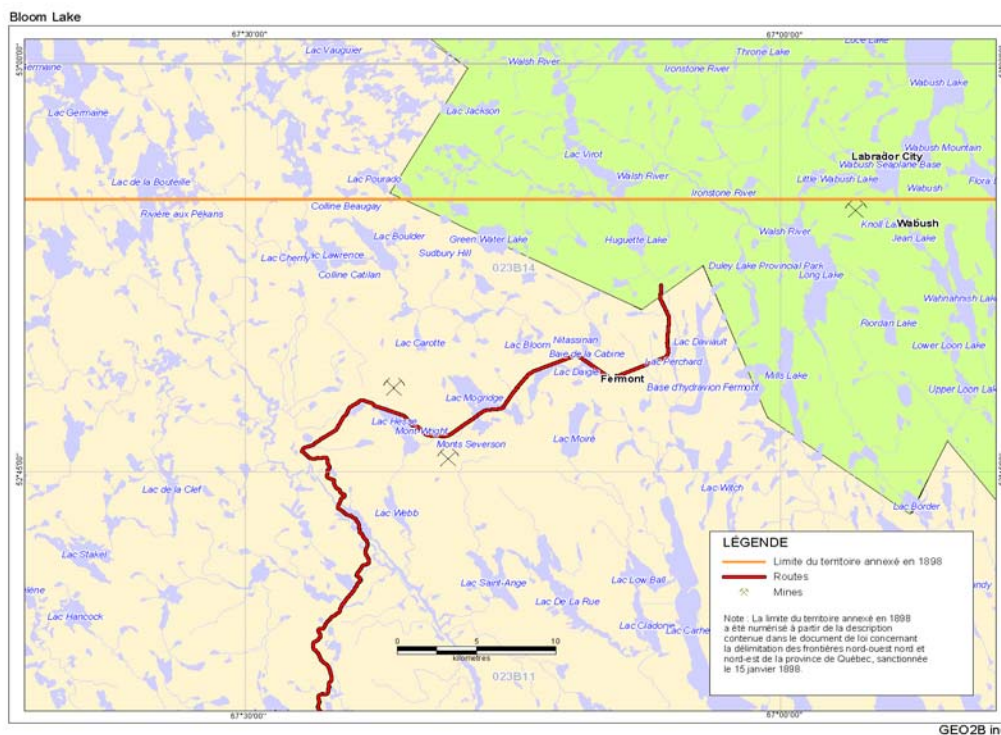 Bloom Lake
67°30'00" 67°00'00"
Lac Vauguier
Throne Lake
Luce Lake
Walsh River
Ironstone River
Wabush Lake
Lac Germaine
Lac Jackson
Lac Virot
Labrador City
Wabush Mountain
Wabush Seaplane Base
Lac de la Bouteille
Lac Pourado
Walsh River
Little Wabush Lake
Wabush
Ironstone River
Rivière aux Pékans
Colline Beaugay
Walsh River
Wabush
Jean Lake
Lac Boulder
Green Water Lake
Huguette Lake
Sudbury Hill
Lac Cherny
Lawrence
023B14
Duley Lake Provincial Park
Long Lake
Colline Catilan
Wahnahnish Lake
Riordan Lake
Lac Carotte
Lac Bloom
Nitassinan
Lac Daviault
Lower Loon Lake
Baie de la Cabine
Lac Perchard
Lac Daigle
Fermont
Mills Lake
Base d'hydravion Fermont
Upper Loon Lake
Lac Mogridge
Lac Hesse
Mont-Wright
Monts Severson
Lac Moiré
52°45'00"
Lac de la Clef
Lac Witch
Lac Border
Lac Webb
Lac Staker
Lac Saint-Ange
Lac Low Ball
Lac De La Rue
Lac Hancock
Lac Cladonie
LÉGENDE
Limite du territoire annexé en 1898
Routes
Mines
Note : La limite du territoire annexé en 1898
a été numérisé à partir de la description
contenue dans le document de loi concernant
la délimitation des frontières nord-ouest nord et
nord-est de la province de Québec, sanctionnée
le 15 janvier 1898.
0 5 10
kilomètres
023B11
67°30'00" 67°00'00"
GEO2B in